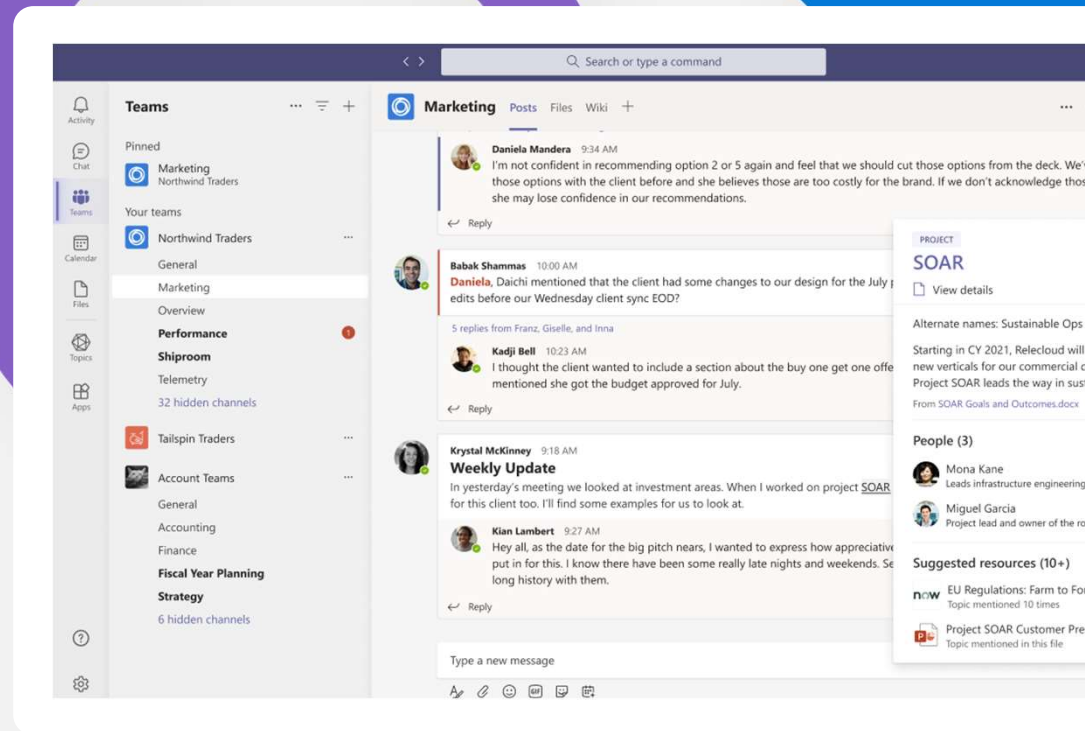 Search or type a command
Activity
Chat
Teams
Calendar
Files
Topics
Apps
Teams
Pinned
Marketing
Northwind Traders
Your teams
Northwind Traders
General
Marketing
Overview
Performance
1
Shiproom
Telemetry
32 hidden channels
Tailspin Traders
Account Teams
General
Accounting
Finance
Fiscal Year Planning
Strategy
6 hidden channels
Marketing Posts Files Wiki
Daniela Mandera 9:34 AM
I'm not confident in recommending option 2 or 5 again and feel that we should cut those options from the deck. We'v
those options with the client before and she believes those are too costly for the brand. If we don't acknowledge thos
she may lose confidence in our recommendations.
Reply
Babak Shammas 10:00 AM
Daniela, Daichi mentioned that the client had some changes to our design for the July
edits before our Wednesday client sync EOD?
5 replies from Franz, Giselle, and Inna
Kadji Bell 10:23 AM
I thought the client wanted to include a section about the buy one get one offe
mentioned she got the budget approved for July.
Reply
Krystal McKinney 9:18 AM
Weekly Update
In yesterday's meeting we looked at investment areas. When I worked on project SOAR
for this client too. I'll find some examples for us to look at.
Kian Lambert 9:27 AM
Hey all, as the date for the big pitch nears, I wanted to express how appreciative
put in for this. I know there have been some really late nights and weekends. Se
long history with them.
Reply
Type a new message
GIF
PROJECT
SOAR
View details
Alternate names: Sustainable Ops
Starting in CY 2021, Relecloud will
new verticals for our commercial c
Project SOAR leads the way in sus
From SOAR Goals and Outcomes.docx
People (3)
Mona Kane
Leads infrastructure engineering
Miguel Garcia
Project lead and owner of the ro
Suggested resources (10+)
now
EU Regulations: Farm to For
Topic mentioned 10 times
Project SOAR Customer Pre
Topic mentioned in this file